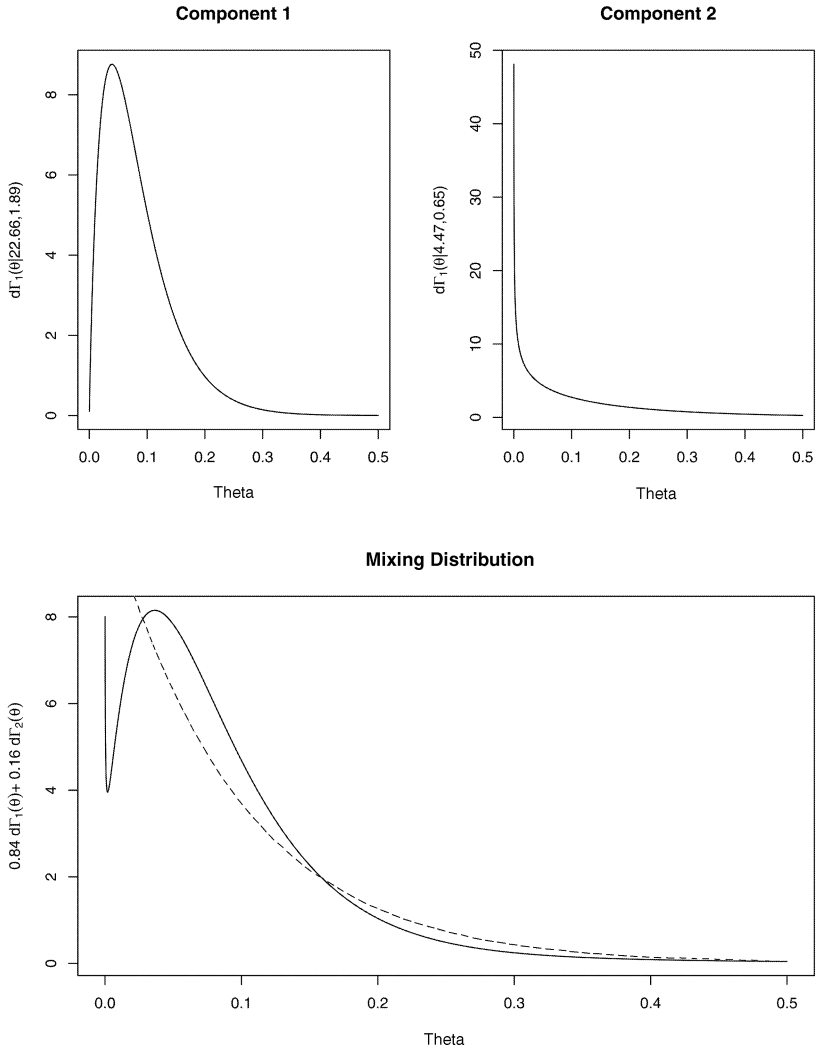 Component 1
dΓ₁(θ|22.66,1.89)
8
6
4
2
0
0.0 0.1 0.2 0.3 0.4 0.5
Theta
Component 2
dΓ₁(θ|4.47,0.65)
50
40
30
20
10
0
0.0 0.1 0.2 0.3 0.4 0.5
Theta
Mixing Distribution
0.84 dΓ₁(θ)+ 0.16 dΓ₂(θ)
8
6
4
2
0
0.0 0.1 0.2 0.3 0.4 0.5
Theta